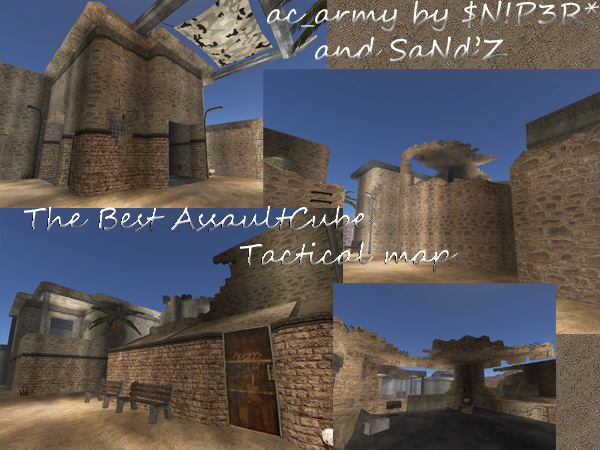 ac_army by $N!P3R*
and SaNd'Z
The Best AssaultCube
Tactical map